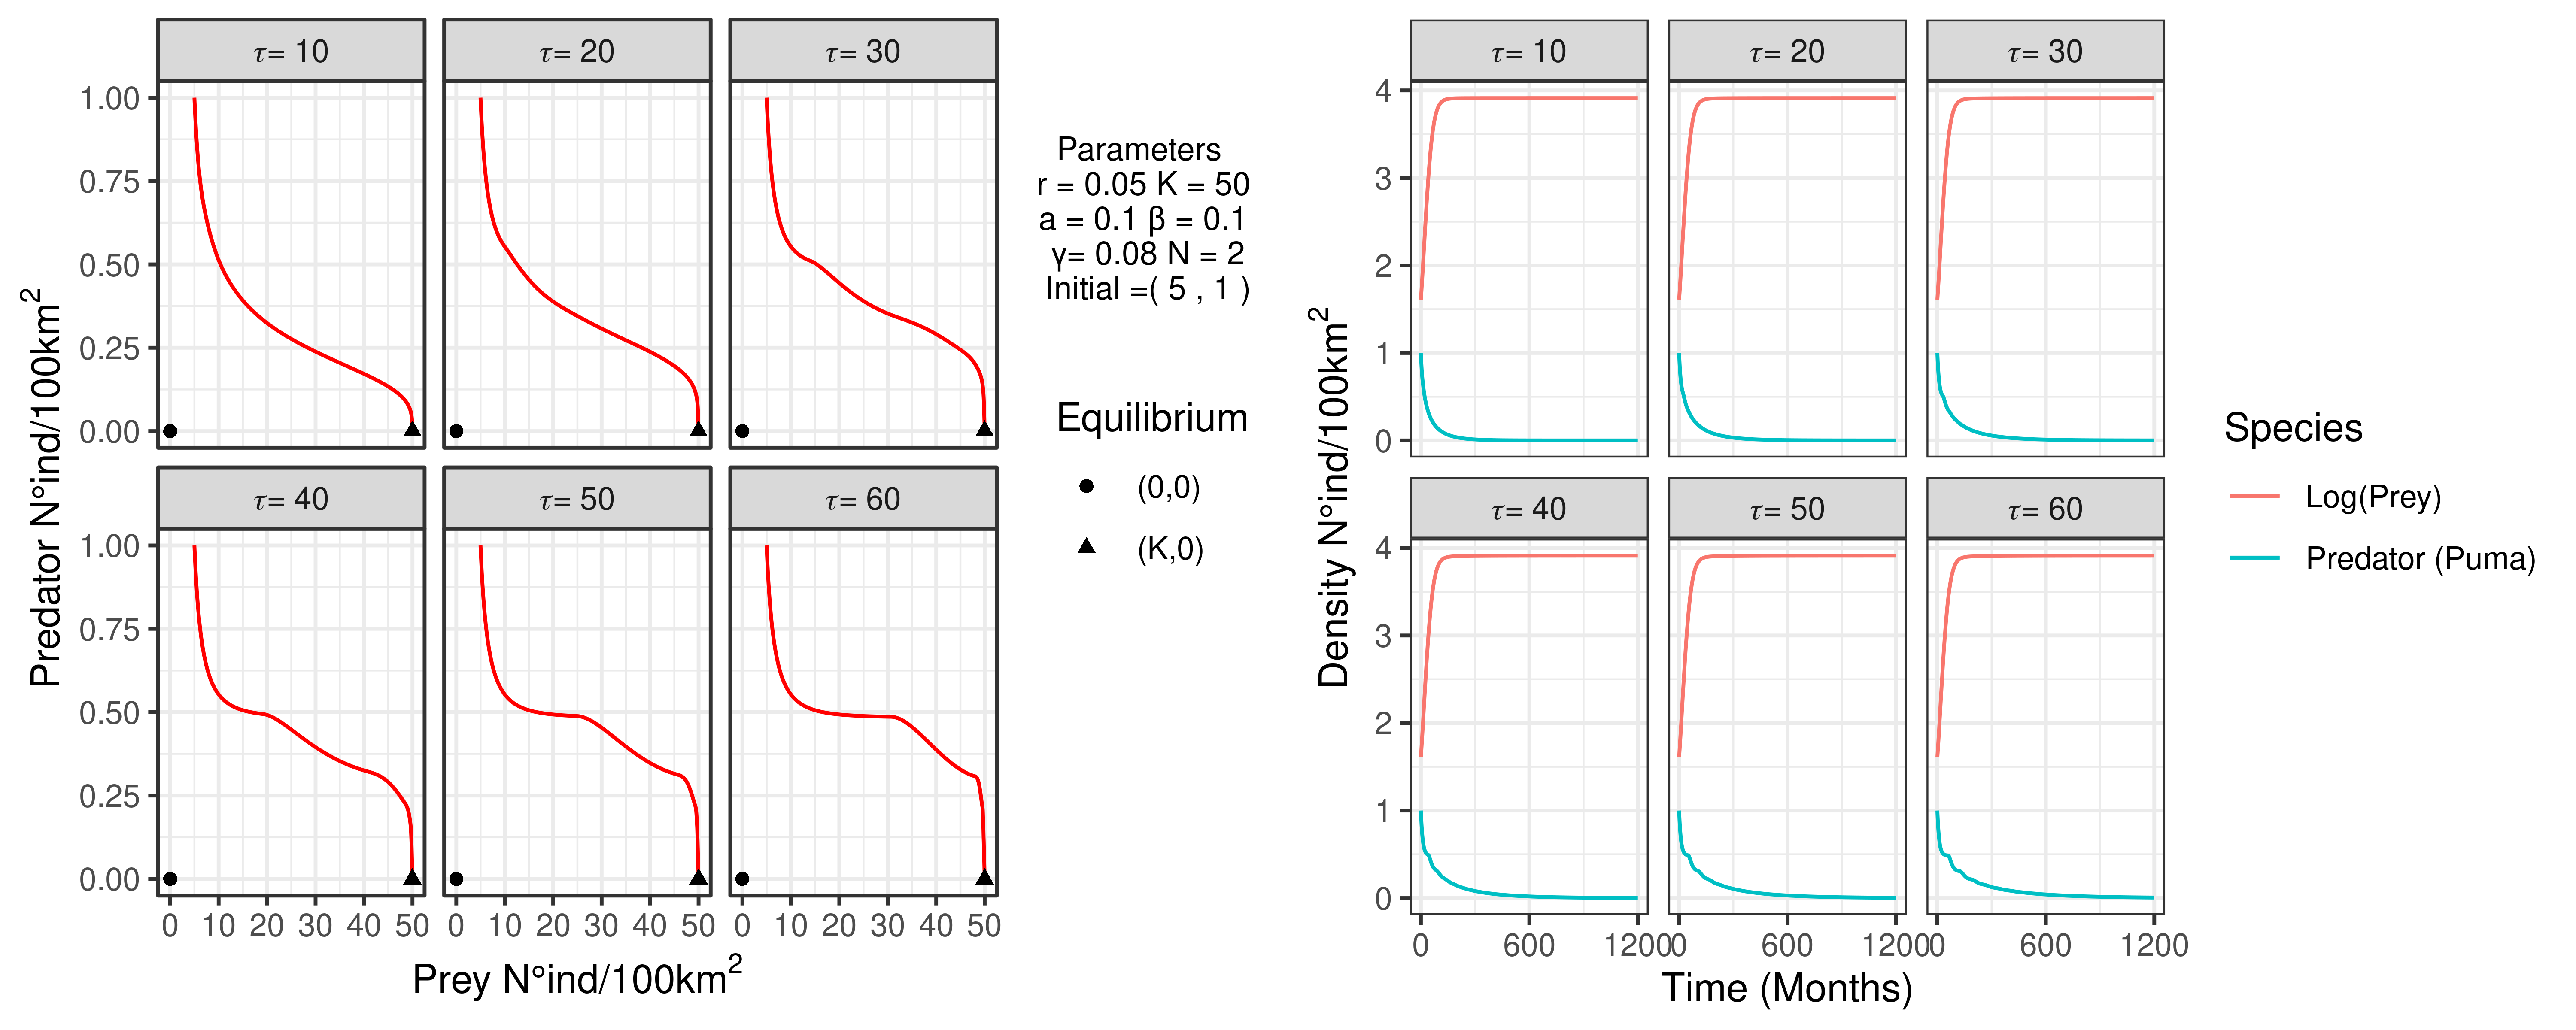 τ= 10
τ= 20
τ= 30
1.00
0.75
0.50
0.25
0.00
τ= 40
τ= 50
τ= 60
1.00
0.75
0.50
0.25
0.00
0 10 20 30 40 50
0 10 20 30 40 50
0 10 20 30 40 50
Predator N°ind/100km²
Prey N°ind/100km²
Parameters
r = 0.05 K = 50
a = 0.1 β = 0.1
γ= 0.08 N = 2
Initial =( 5 , 1 )
Equilibrium
(0,0)
(K,0)
τ= 10
τ= 20
τ= 30
4
3
2
1
0
τ= 40
τ= 50
τ= 60
4
3
2
1
0
0 600 1200
0 600 1200
0 600 1200
Density N°ind/100km²
Time (Months)
Species
Log(Prey)
Predator (Puma)